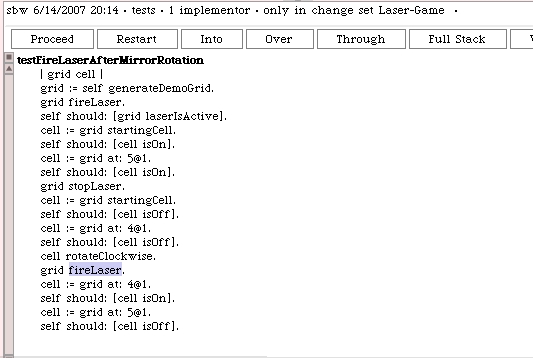 sbw 6/14/2007 20:14 · tests · 1 implementor · only in change set Laser-Game ·
Proceed Restart Into Over Through Full Stack
testFireLaserAfterMirrorRotation
| grid cell |
grid := self generateDemoGrid.
grid fireLaser.
self should: [grid laserIsActive].
cell := grid startingCell.
self should: [cell isOn].
cell := grid at: 5@1.
self should: [cell isOn].
grid stopLaser.
cell := grid startingCell.
self should: [cell isOff].
cell := grid at: 4@1.
self should: [cell isOff].
cell rotateClockwise.
grid fireLaser.
cell := grid at: 4@1.
self should: [cell isOn].
cell := grid at: 5@1.
self should: [cell isOff].